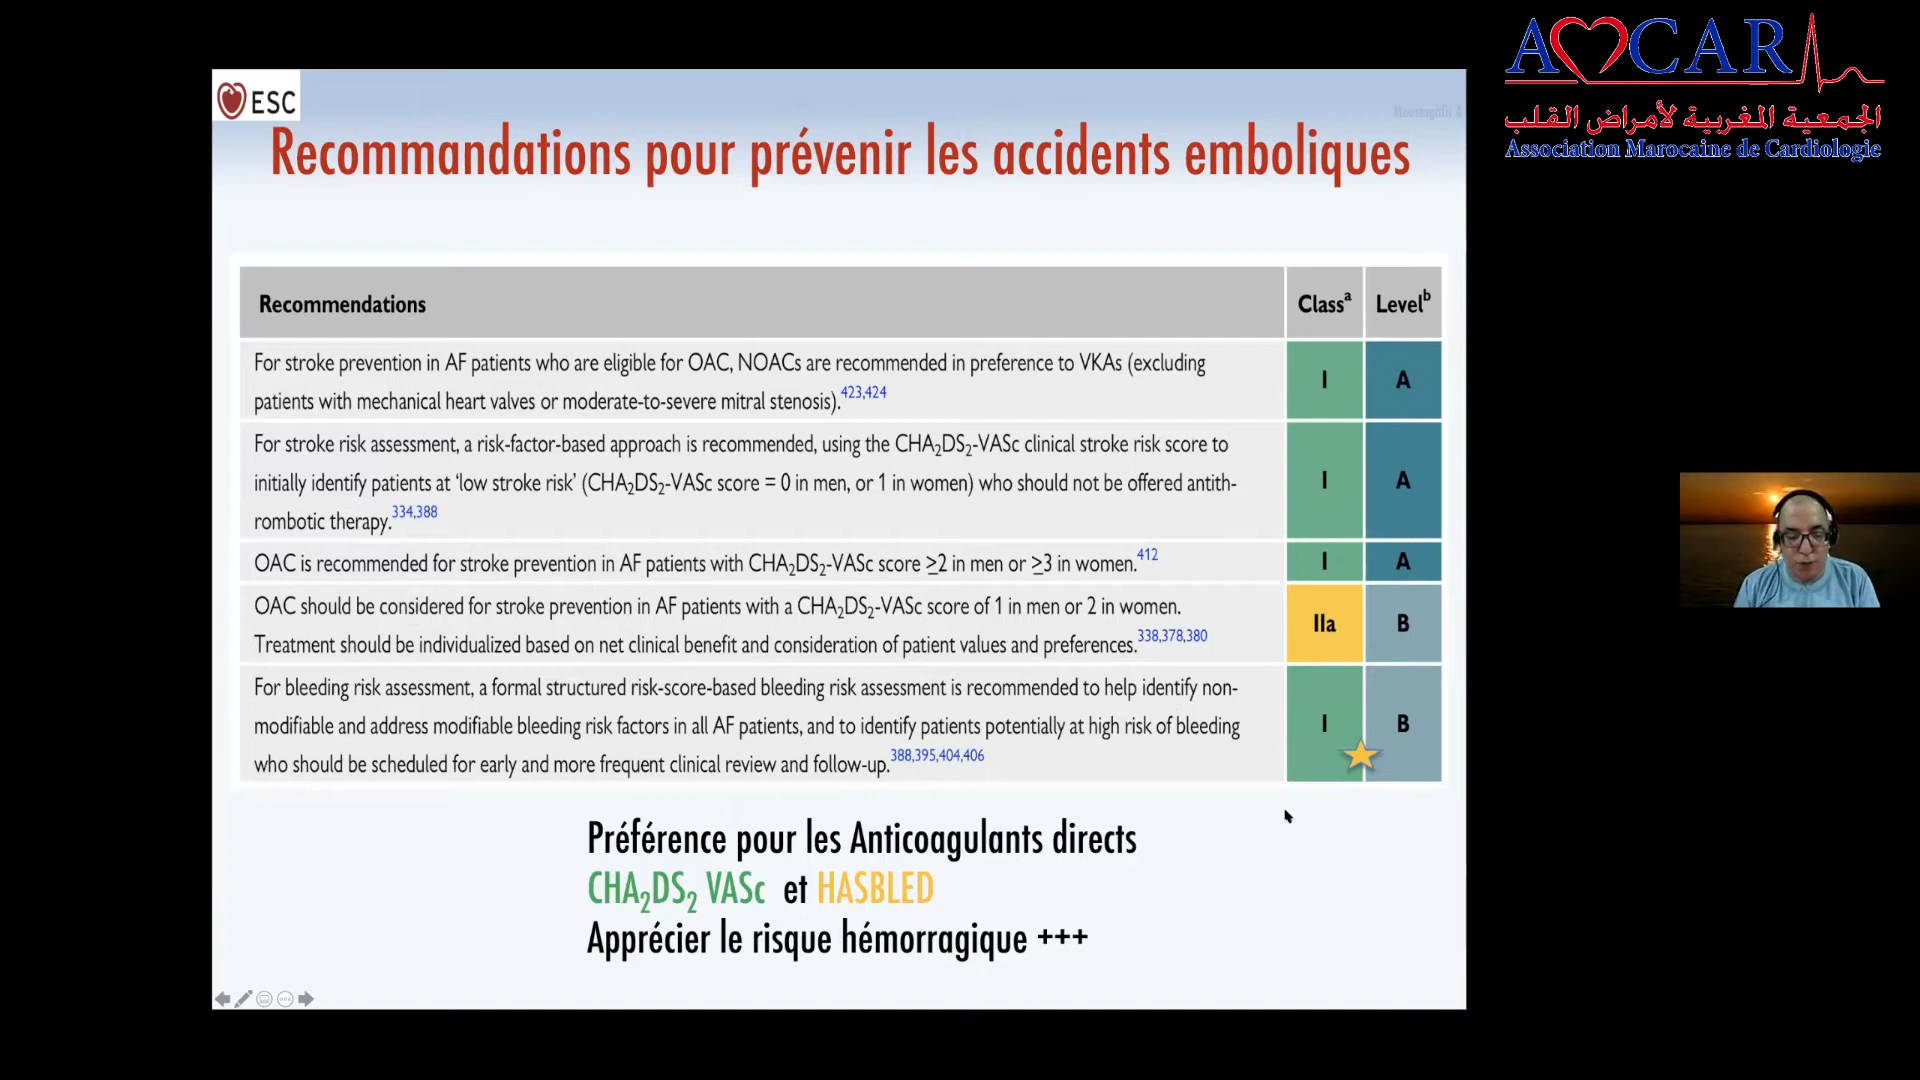 AMCAR
الجمعية المغربية لأمراض القلب
Association Marocaine de Cardiologie
ESC
Recommandations pour prévenir les accidents emboliques
Recommendations Classᵃ Levelᵇ
For stroke prevention in AF patients who are eligible for OAC, NOACs are recommended in preference to VKAs (excluding
patients with mechanical heart valves or moderate-to-severe mitral stenosis).423,424
I A
For stroke risk assessment, a risk-factor-based approach is recommended, using the CHA₂DS₂-VASc clinical stroke risk score to
initially identify patients at ‘low stroke risk’ (CHA₂DS₂-VASc score = 0 in men, or 1 in women) who should not be offered antith-
rombotic therapy.334,388
I A
OAC is recommended for stroke prevention in AF patients with CHA₂DS₂-VASc score ≥2 in men or ≥3 in women.412
I A
OAC should be considered for stroke prevention in AF patients with a CHA₂DS₂-VASc score of 1 in men or 2 in women.
Treatment should be individualized based on net clinical benefit and consideration of patient values and preferences.338,378,380
IIa B
For bleeding risk assessment, a formal structured risk-score-based bleeding risk assessment is recommended to help identify non-
modifiable and address modifiable bleeding risk factors in all AF patients, and to identify patients potentially at high risk of bleeding
who should be scheduled for early and more frequent clinical review and follow-up.388,395,404,406
I B
Préférence pour les Anticoagulants directs
CHA₂DS₂ VASc et HASBLED
Apprécier le risque hémorragique +++